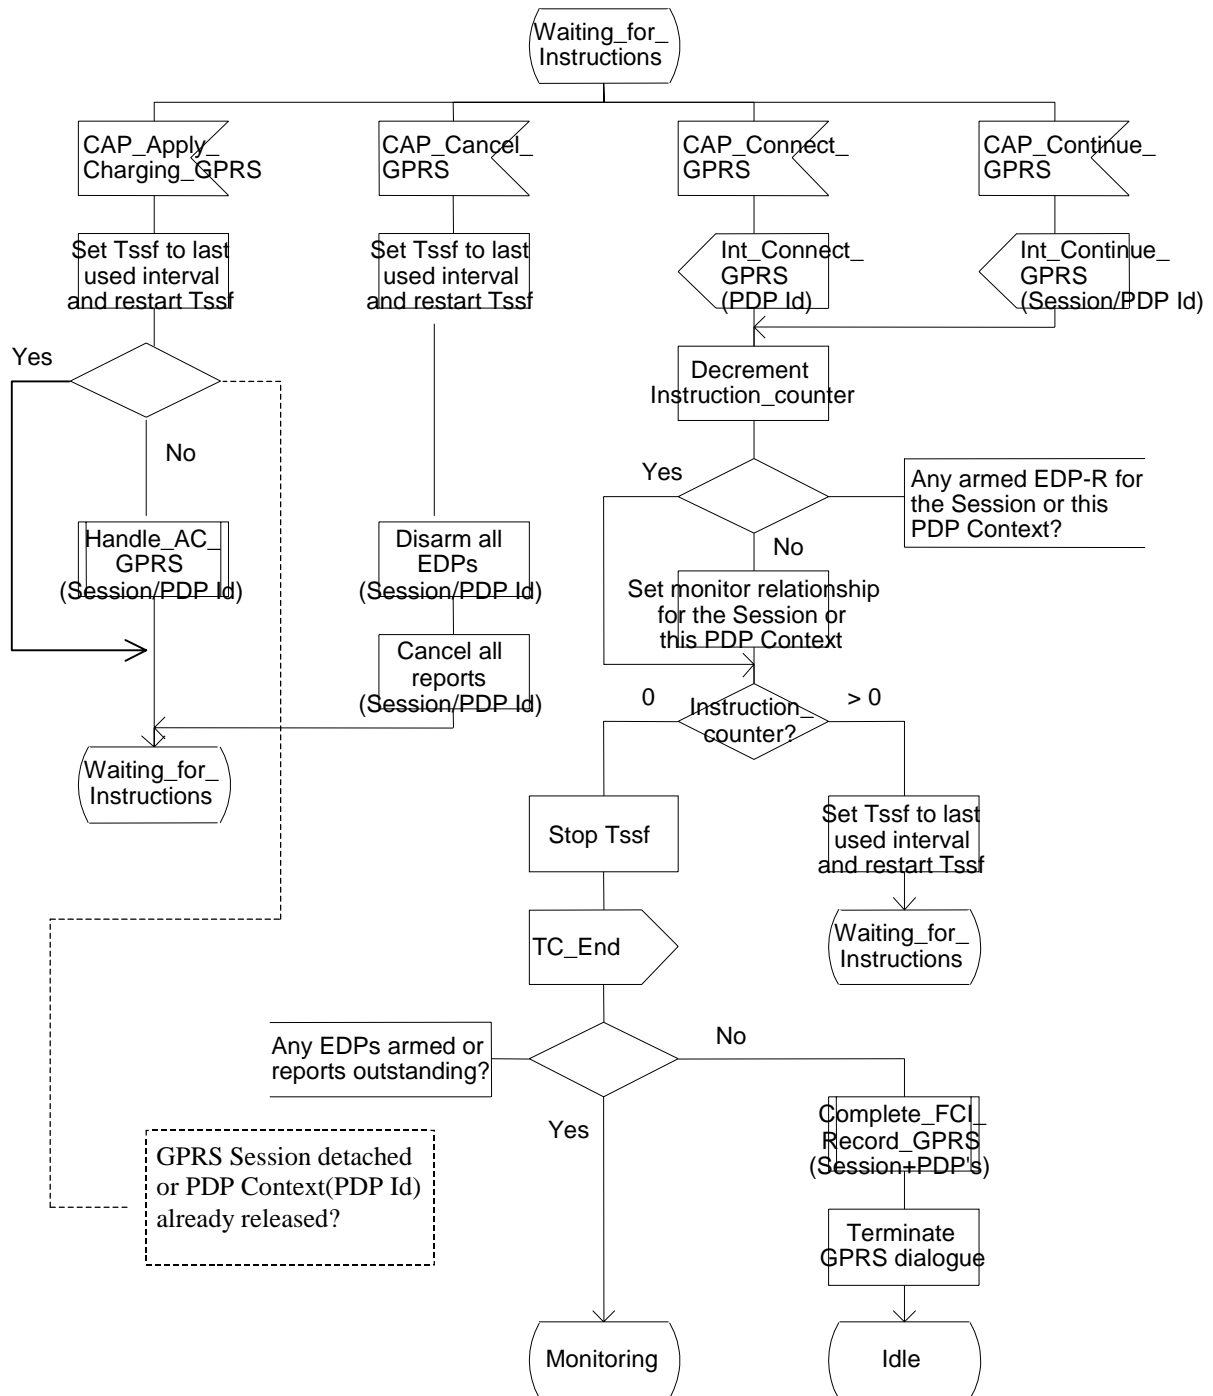 Waiting_for_
Instructions
CAP_Apply_
Charging_GPRS
CAP_Cancel_
GPRS
CAP_Connect_
GPRS
CAP_Continue_
GPRS
Set Tssf to last
used interval
and restart Tssf
Set Tssf to last
used interval
and restart Tssf
Int_Connect_
GPRS
(PDP Id)
Int_Continue_
GPRS
(Session/PDP Id)
Yes
No
Decrement
Instruction_counter
Yes
No
Any armed EDP-R for
the Session or this
PDP Context?
Handle_AC_
GPRS
(Session/PDP Id)
Disarm all
EDPs
(Session/PDP Id)
Set monitor relationship
for the Session or
this PDP Context
Cancel all
reports
(Session/PDP Id)
0
Instruction_
counter?
> 0
Waiting_for_
Instructions
Stop Tssf
Set Tssf to last
used interval
and restart Tssf
TC_End
Waiting_for_
Instructions
Any EDPs armed or
reports outstanding?
No
Yes
Complete_FCI_
Record_GPRS
(Session+PDP's)
GPRS Session detached
or PDP Context(PDP Id)
already released?
Terminate
GPRS dialogue
Monitoring
Idle